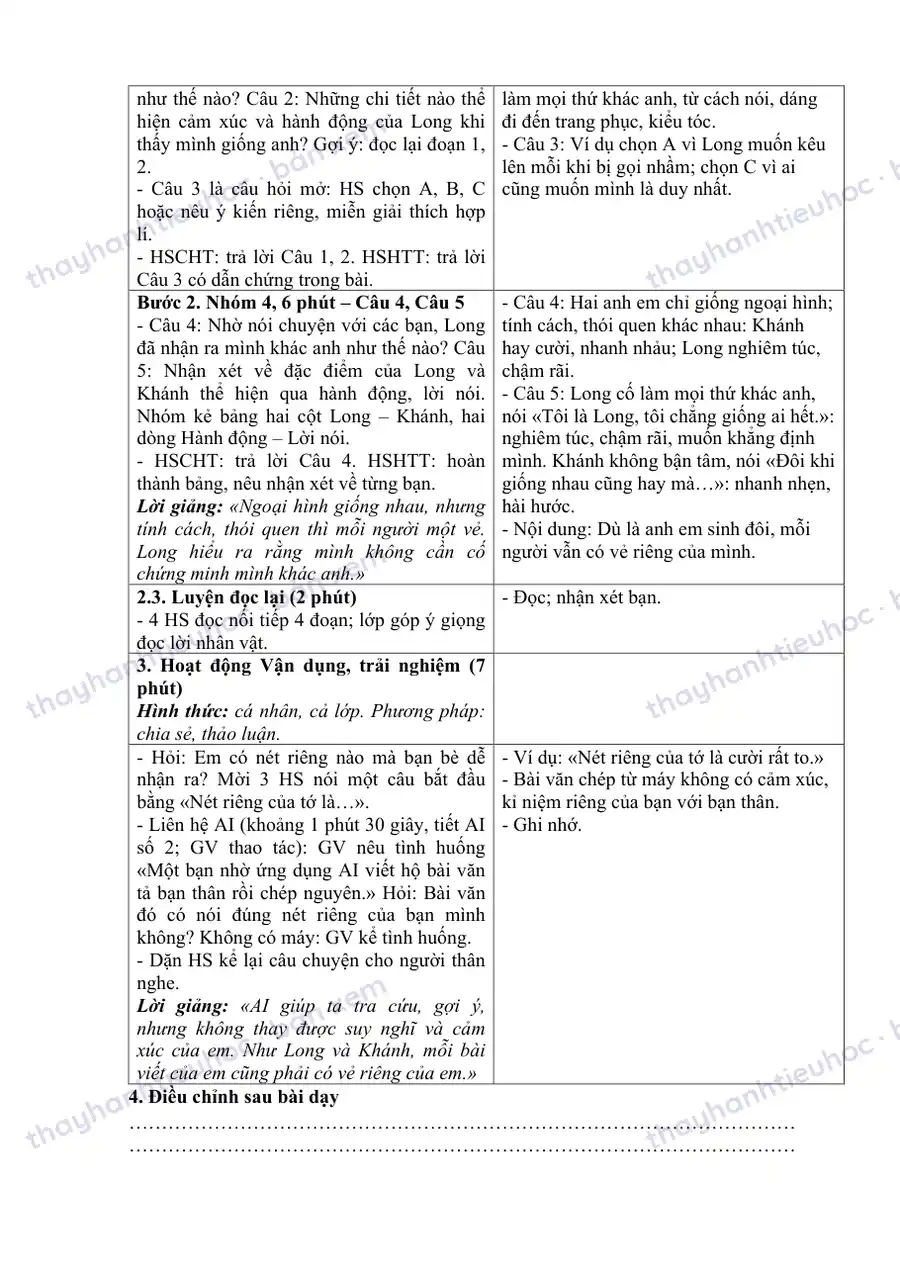 như thế nào? Câu 2: Những chi tiết nào thể
hiện cảm xúc và hành động của Long khi
thấy mình giống anh? Gợi ý: đọc lại đoạn 1,
2.
- Câu 3 là câu hỏi mở: HS chọn A, B, C
hoặc nêu ý kiến riêng, miễn giải thích hợp
lí.
- HSCHT: trả lời Câu 1, 2. HSHTT: trả lời
Câu 3 có dẫn chứng trong bài.
làm mọi thứ khác anh, từ cách nói, dáng
đi đến trang phục, kiểu tóc.
- Câu 3: Ví dụ chọn A vì Long muốn kêu
lên mỗi khi bị gọi nhầm; chọn C vì ai
cũng muốn mình là duy nhất.
Bước 2. Nhóm 4, 6 phút – Câu 4, Câu 5
- Câu 4: Nhờ nói chuyện với các bạn, Long
đã nhận ra mình khác anh như thế nào? Câu
5: Nhận xét về đặc điểm của Long và
Khánh thể hiện qua hành động, lời nói.
Nhóm kẻ bảng hai cột Long – Khánh, hai
dòng Hành động – Lời nói.
- HSCHT: trả lời Câu 4. HSHTT: hoàn
thành bảng, nêu nhận xét về từng bạn.
Lời giảng: «Ngoại hình giống nhau, nhưng
tính cách, thói quen thì mỗi người một vẻ.
Long hiểu ra rằng mình không cần cố
chứng minh mình khác anh.»
- Câu 4: Hai anh em chỉ giống ngoại hình;
tính cách, thói quen khác nhau: Khánh
hay cười, nhanh nhảu; Long nghiêm túc,
chậm rãi.
- Câu 5: Long cố làm mọi thứ khác anh,
nói «Tôi là Long, tôi chẳng giống ai hết.»:
nghiêm túc, chậm rãi, muốn khẳng định
mình. Khánh không bận tâm, nói «Đôi khi
giống nhau cũng hay mà…»: nhanh nhẹn,
hài hước.
- Nội dung: Dù là anh em sinh đôi, mỗi
người vẫn có vẻ riêng của mình.
2.3. Luyện đọc lại (2 phút)
- 4 HS đọc nối tiếp 4 đoạn; lớp góp ý giọng
đọc lời nhân vật.
- Đọc; nhận xét bạn.
3. Hoạt động Vận dụng, trải nghiệm (7
phút)
Hình thức: cá nhân, cả lớp. Phương pháp:
chia sẻ, thảo luận.
- Hỏi: Em có nét riêng nào mà bạn bè dễ
nhận ra? Mời 3 HS nói một câu bắt đầu
bằng «Nét riêng của tớ là…».
- Liên hệ AI (khoảng 1 phút 30 giây, tiết AI
số 2; GV thao tác): GV nêu tình huống
«Một bạn nhờ ứng dụng AI viết hộ bài văn
tả bạn thân rồi chép nguyên.» Hỏi: Bài văn
đó có nói đúng nét riêng của bạn mình
không? Không có máy: GV kể tình huống.
- Dặn HS kể lại câu chuyện cho người thân
nghe.
Lời giảng: «AI giúp ta tra cứu, gợi ý,
nhưng không thay được suy nghĩ và cảm
xúc của em. Như Long và Khánh, mỗi bài
viết của em cũng phải có vẻ riêng của em.»
- Ví dụ: «Nét riêng của tớ là cười rất to.»
- Bài văn chép từ máy không có cảm xúc,
kỉ niệm riêng của bạn với bạn thân.
- Ghi nhớ.
4. Điều chỉnh sau bài dạy
……………………………………………………………………………………
……………………………………………………………………………………
thayhanhtieuhoc · bản xem
thayhanhtieuhoc · b
thayhanhtieuhoc · bản xem
thayhanhtieuhoc · b
thayhanhtieuhoc · bản xem
thayhanhtieuhoc · b